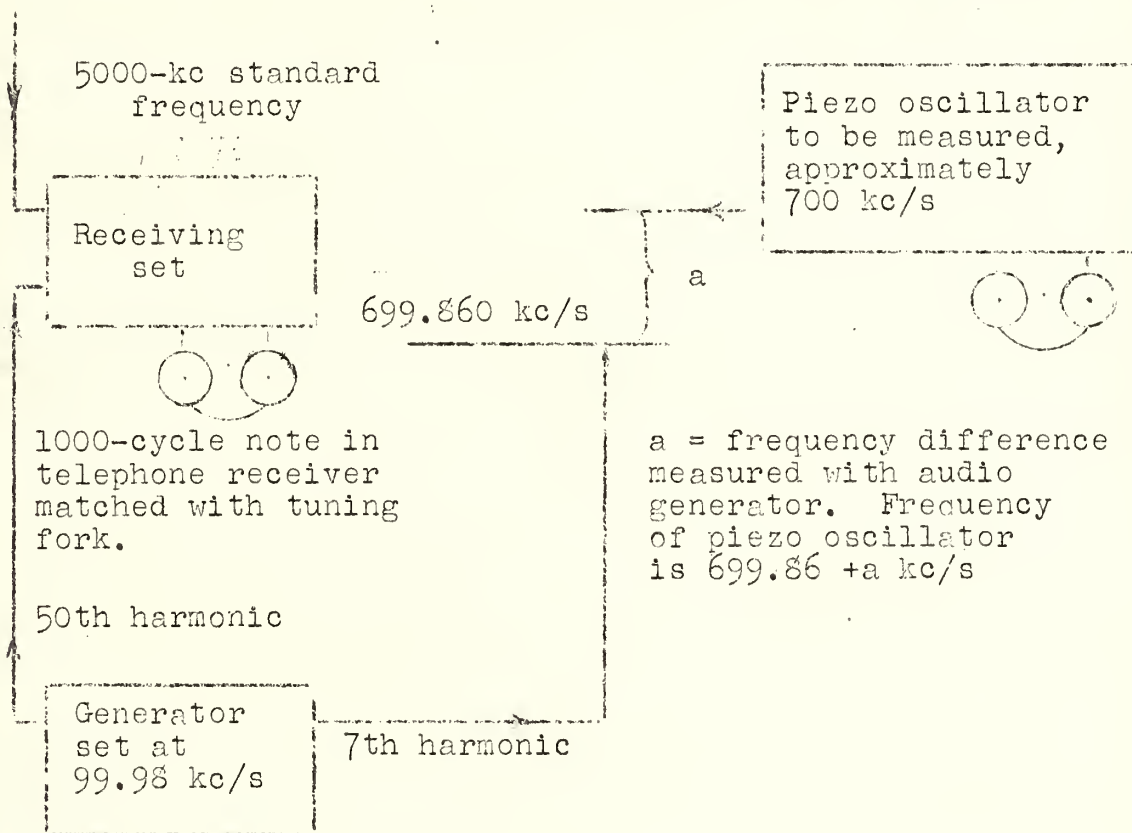 5000-kc standard
frequency
Receiving
set
Piezo oscillator
to be measured,
approximately
700 kc/s
a
699.860 kc/s
1000-cycle note in
telephone receiver
matched with tuning
fork.
a = frequency difference
measured with audio
generator. Frequency
of piezo oscillator
is 699.86 +a kc/s
50th harmonic
Generator
set at
99.98 kc/s
7th harmonic